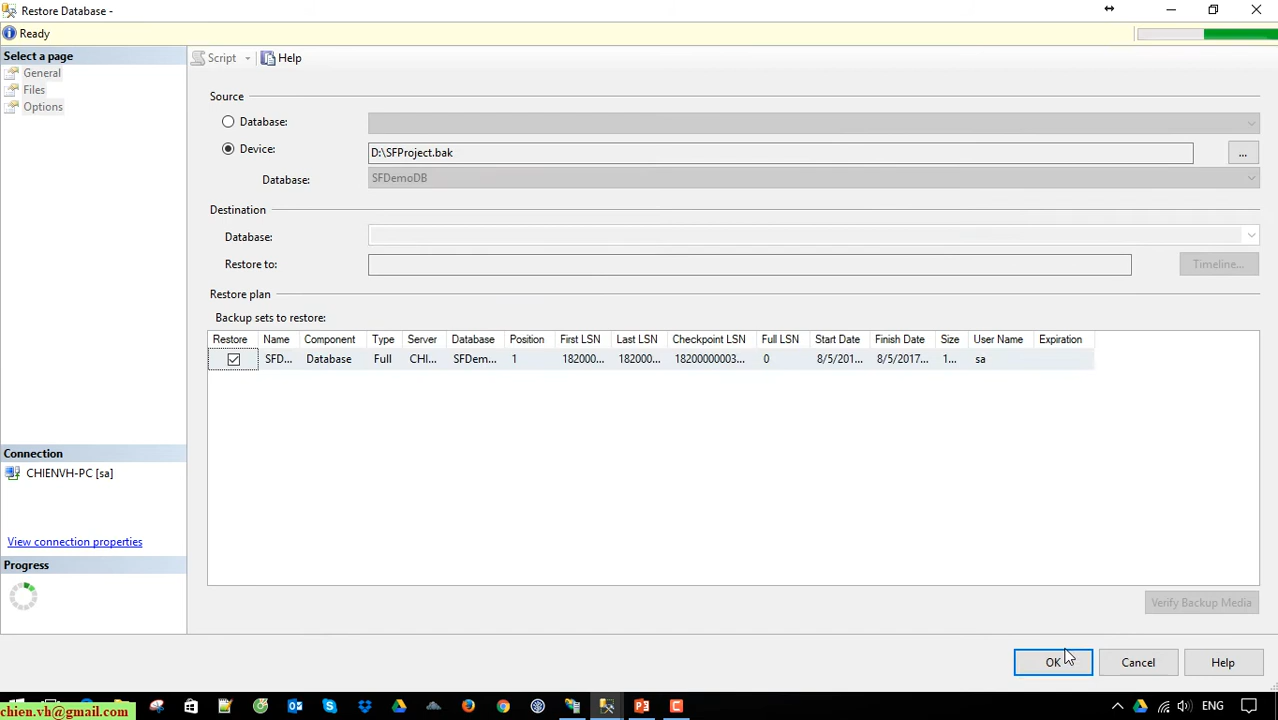 Restore Database -
Ready
Select a page
General
Files
Options
Script
Help
Source
Database:
Device:
D:\SFProject.bak
...
Database:
SFDemoDB
Destination
Database:
Restore to:
Timeline...
Restore plan
Backup sets to restore:
Restore Name Component Type Server Database Position First LSN Last LSN Checkpoint LSN Full LSN Start Date Finish Date Size User Name Expiration
SFD... Database Full CHI... SFDem... 1 182000... 182000... 18200000003... 0 8/5/201... 8/5/2017... 1... sa
Connection
CHIENVH-PC [sa]
View connection properties
Progress
Verify Backup Media
OK
Cancel
Help
chien.vh@gmail.com
ENG